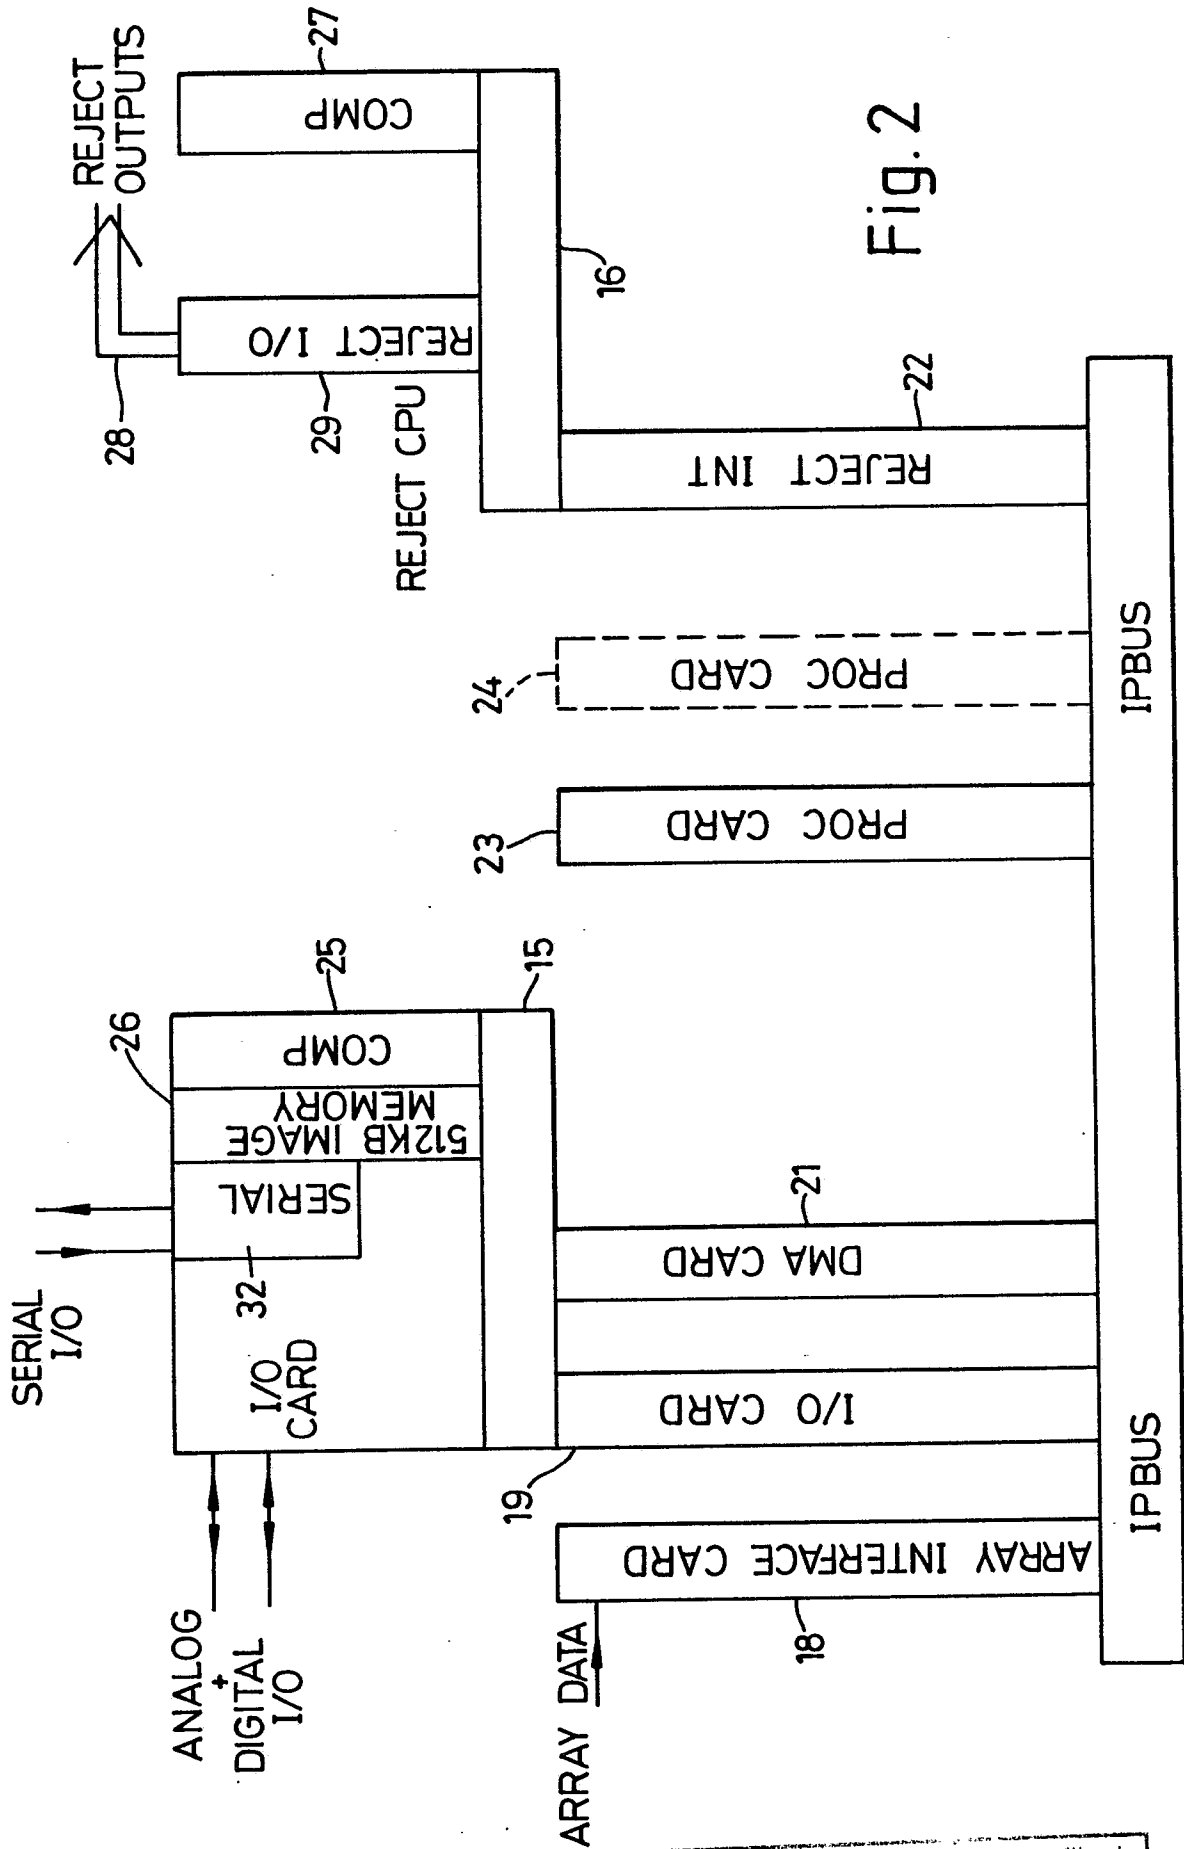 SERIAL
I/O
ANALOG
+
DIGITAL
I/O
I/O
CARD
32
SERIAL
512KB IMAGE
MEMORY
26
COMP
25
15
28
REJECT
OUTPUTS
29
REJECT I/O
COMP
27
REJECT CPU
16
ARRAY DATA
18
ARRAY INTERFACE CARD
19
I/O CARD
DMA CARD
21
23
PROC CARD
24
PROC CARD
REJECT INT
22
IPBUS
IPBUS
Fig. 2